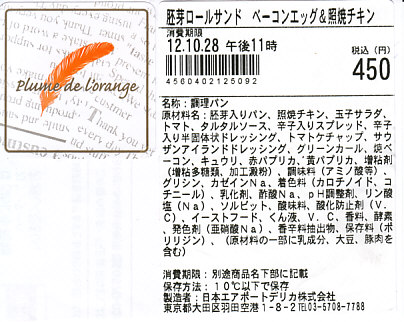 Plume de l'orange
胚芽ロールサンド ベーコンエッグ＆照焼チキン
消費期限
12.10.28 午後11時
税込（円）
450
4560402125092
名称：調理パン
原材料名：胚芽入りパン、照焼チキン、玉子サラダ、
トマト、タルタルソース、辛子入りスプレッド、辛子
入り半固体状ドレッシング、トマトケチャップ、サウ
ザンアイランドドレッシング、グリーンカール、焼ベ
ーコン、キュウリ、赤パプリカ、黄パプリカ、増粘剤
（増粘多糖類、加工澱粉）、調味料（アミノ酸等）、
グリシン、カゼインNa、着色料（カロチノイド、コ
チニール）、乳化剤、酢酸Na、pH調整剤、リン酸
塩（Na）、ソルビット、酸味料、酸化防止剤（V．
C）、イーストフード、くん液、V．C、香料、酵素
、発色剤（亜硝酸Na）、香辛料抽出物、保存料（ポ
リリジン）、（原材料の一部に乳成分、大豆、豚肉を
含む）
消費期限：別途商品名下部に記載
保存方法：10℃以下で保存
製造者：日本エアポートデリカ株式会社
東京都大田区羽田空港1-8-2 TEL03-5708-7788